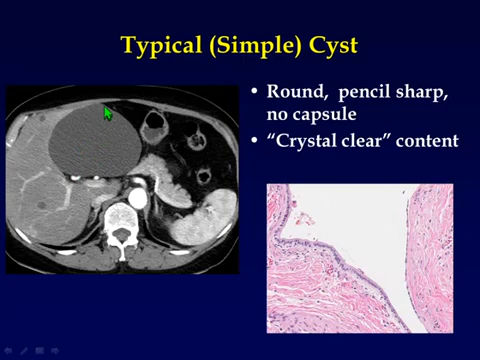 Typical (Simple) Cyst
• Round, pencil sharp,
no capsule
• “Crystal clear” content